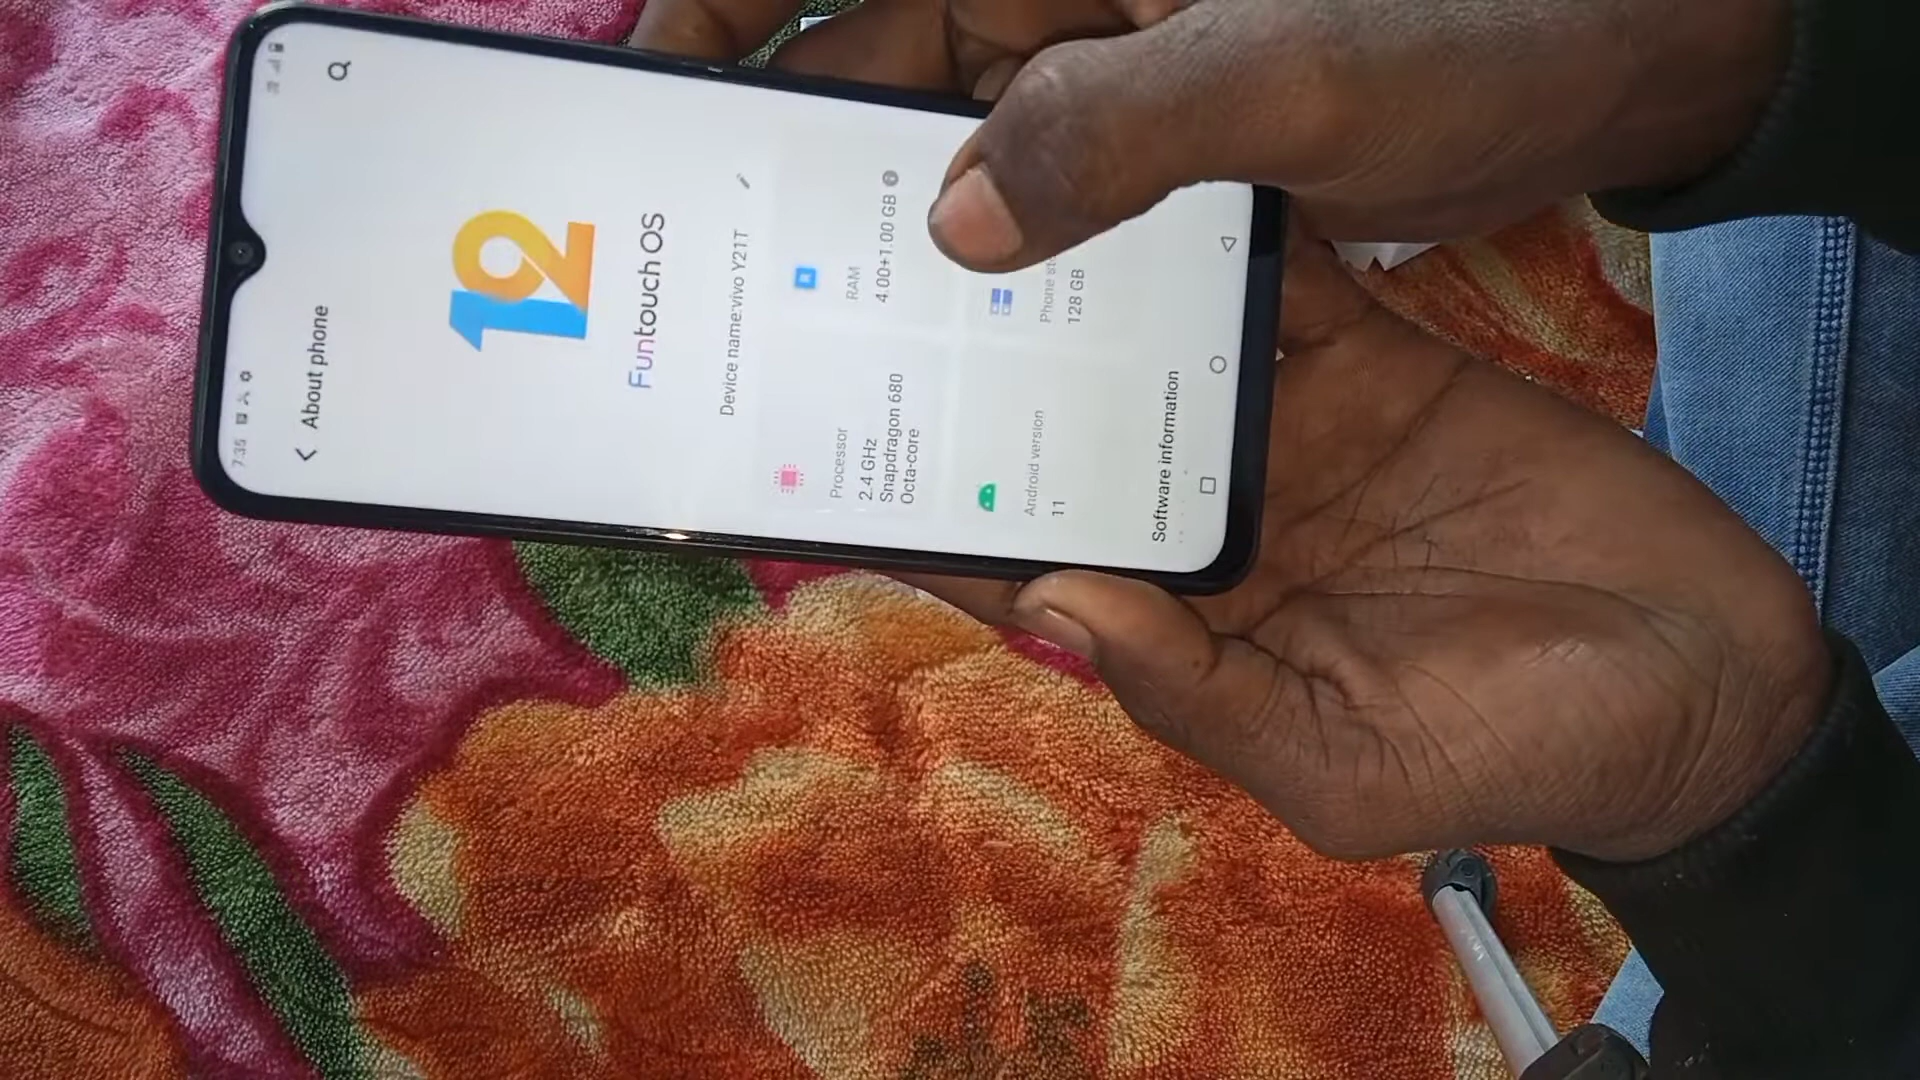 7:35
About phone
12
Funtouch OS
Device name:vivo Y21T
Processor
2.4 GHz
Snapdragon 680
Octa-core
RAM
4.00+1.00 GB
Android version
11
Phone
128 GB
Software information